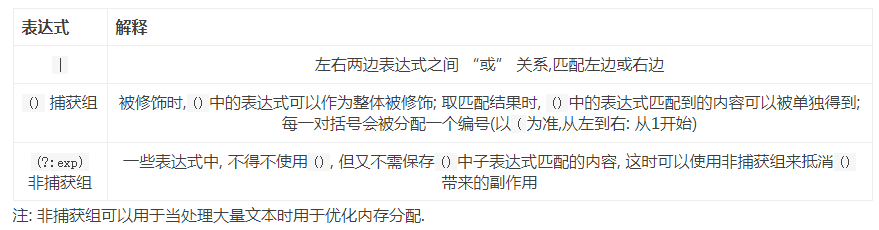 表达式 解释
| 左右两边表达式之间 “或” 关系,匹配左边或右边
() 捕获组 被修饰时, () 中的表达式可以作为整体被修饰; 取匹配结果时, () 中的表达式匹配到的内容可以被单独得到;
每一对括号会被分配一个编号(以 ( 为准,从左到右: 从1开始)
(?:exp) 一些表达式中, 不得不使用 () , 但又不需保存 () 中子表达式匹配的内容, 这时可以使用非捕获组来抵消 ()
非捕获组 带来的副作用
注: 非捕获组可以用于当处理大量文本时用于优化内存分配.